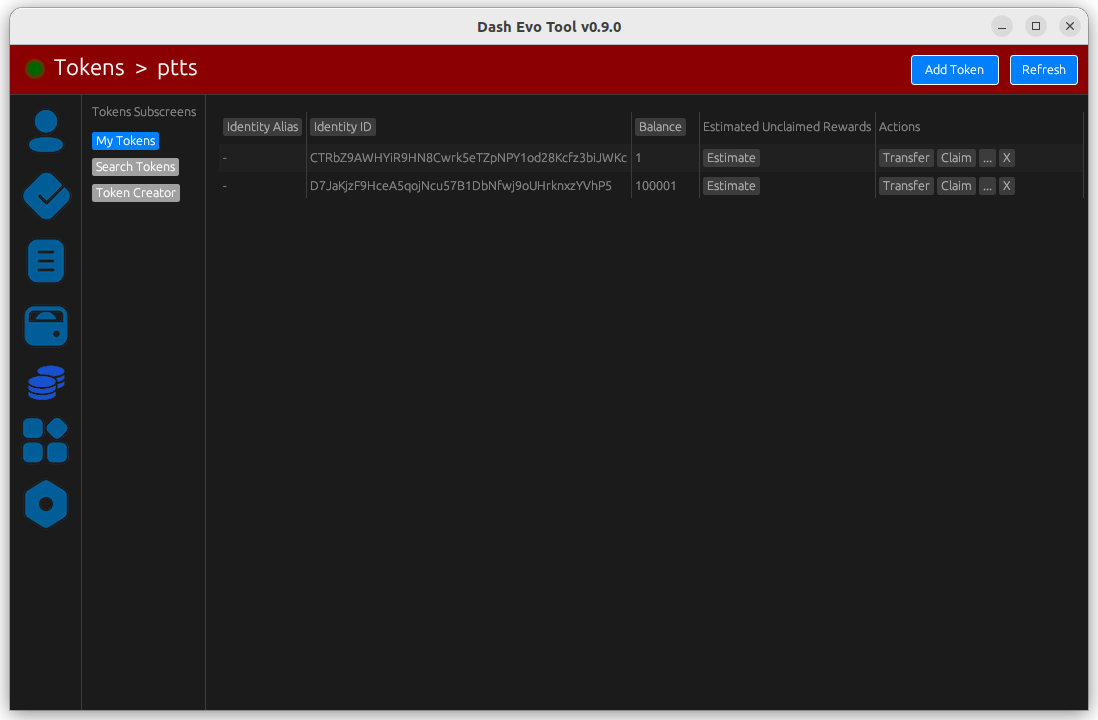 Dash Evo Tool v0.9.0
Tokens > ptts
Add Token Refresh
Tokens Subscreens
My Tokens
Search Tokens
Token Creator
Identity Alias Identity ID Balance Estimated Unclaimed Rewards Actions
- CTRbZ9AWHYiR9HN8Cwrk5eTZpNPY1od28Kcfz3biJWKc 1 Estimate Transfer Claim ... X
- D7JaKjzF9HceA5qojNcu57B1DbNfwj9oUHrknxzYVhP5 100001 Estimate Transfer Claim ... X